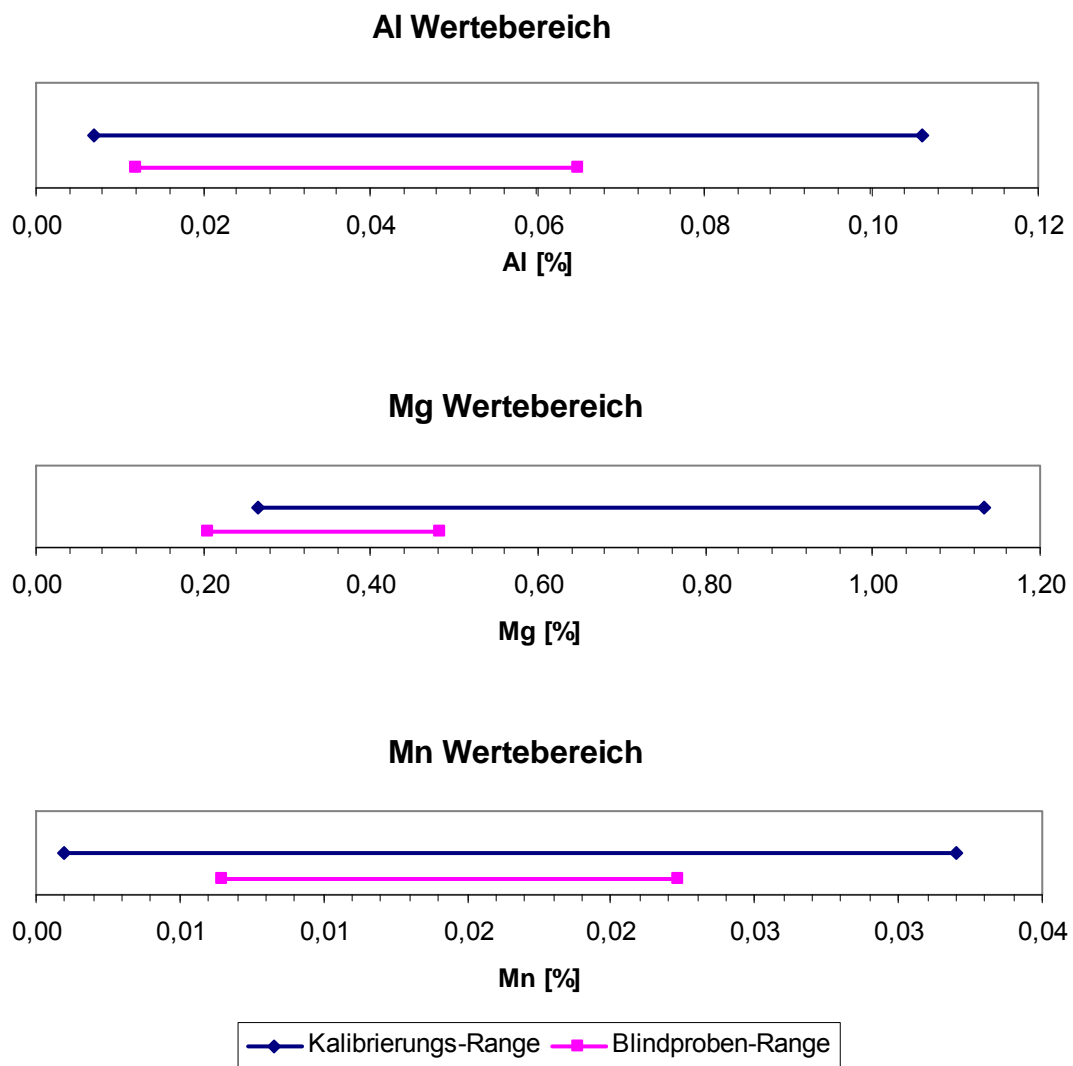 Al Wertebereich
0,00 0,02 0,04 0,06 0,08 0,10 0,12
Al [%]
Mg Wertebereich
0,00 0,20 0,40 0,60 0,80 1,00 1,20
Mg [%]
Mn Wertebereich
0,00 0,01 0,01 0,02 0,02 0,03 0,03 0,04
Mn [%]
Kalibrierungs-Range Blindproben-Range